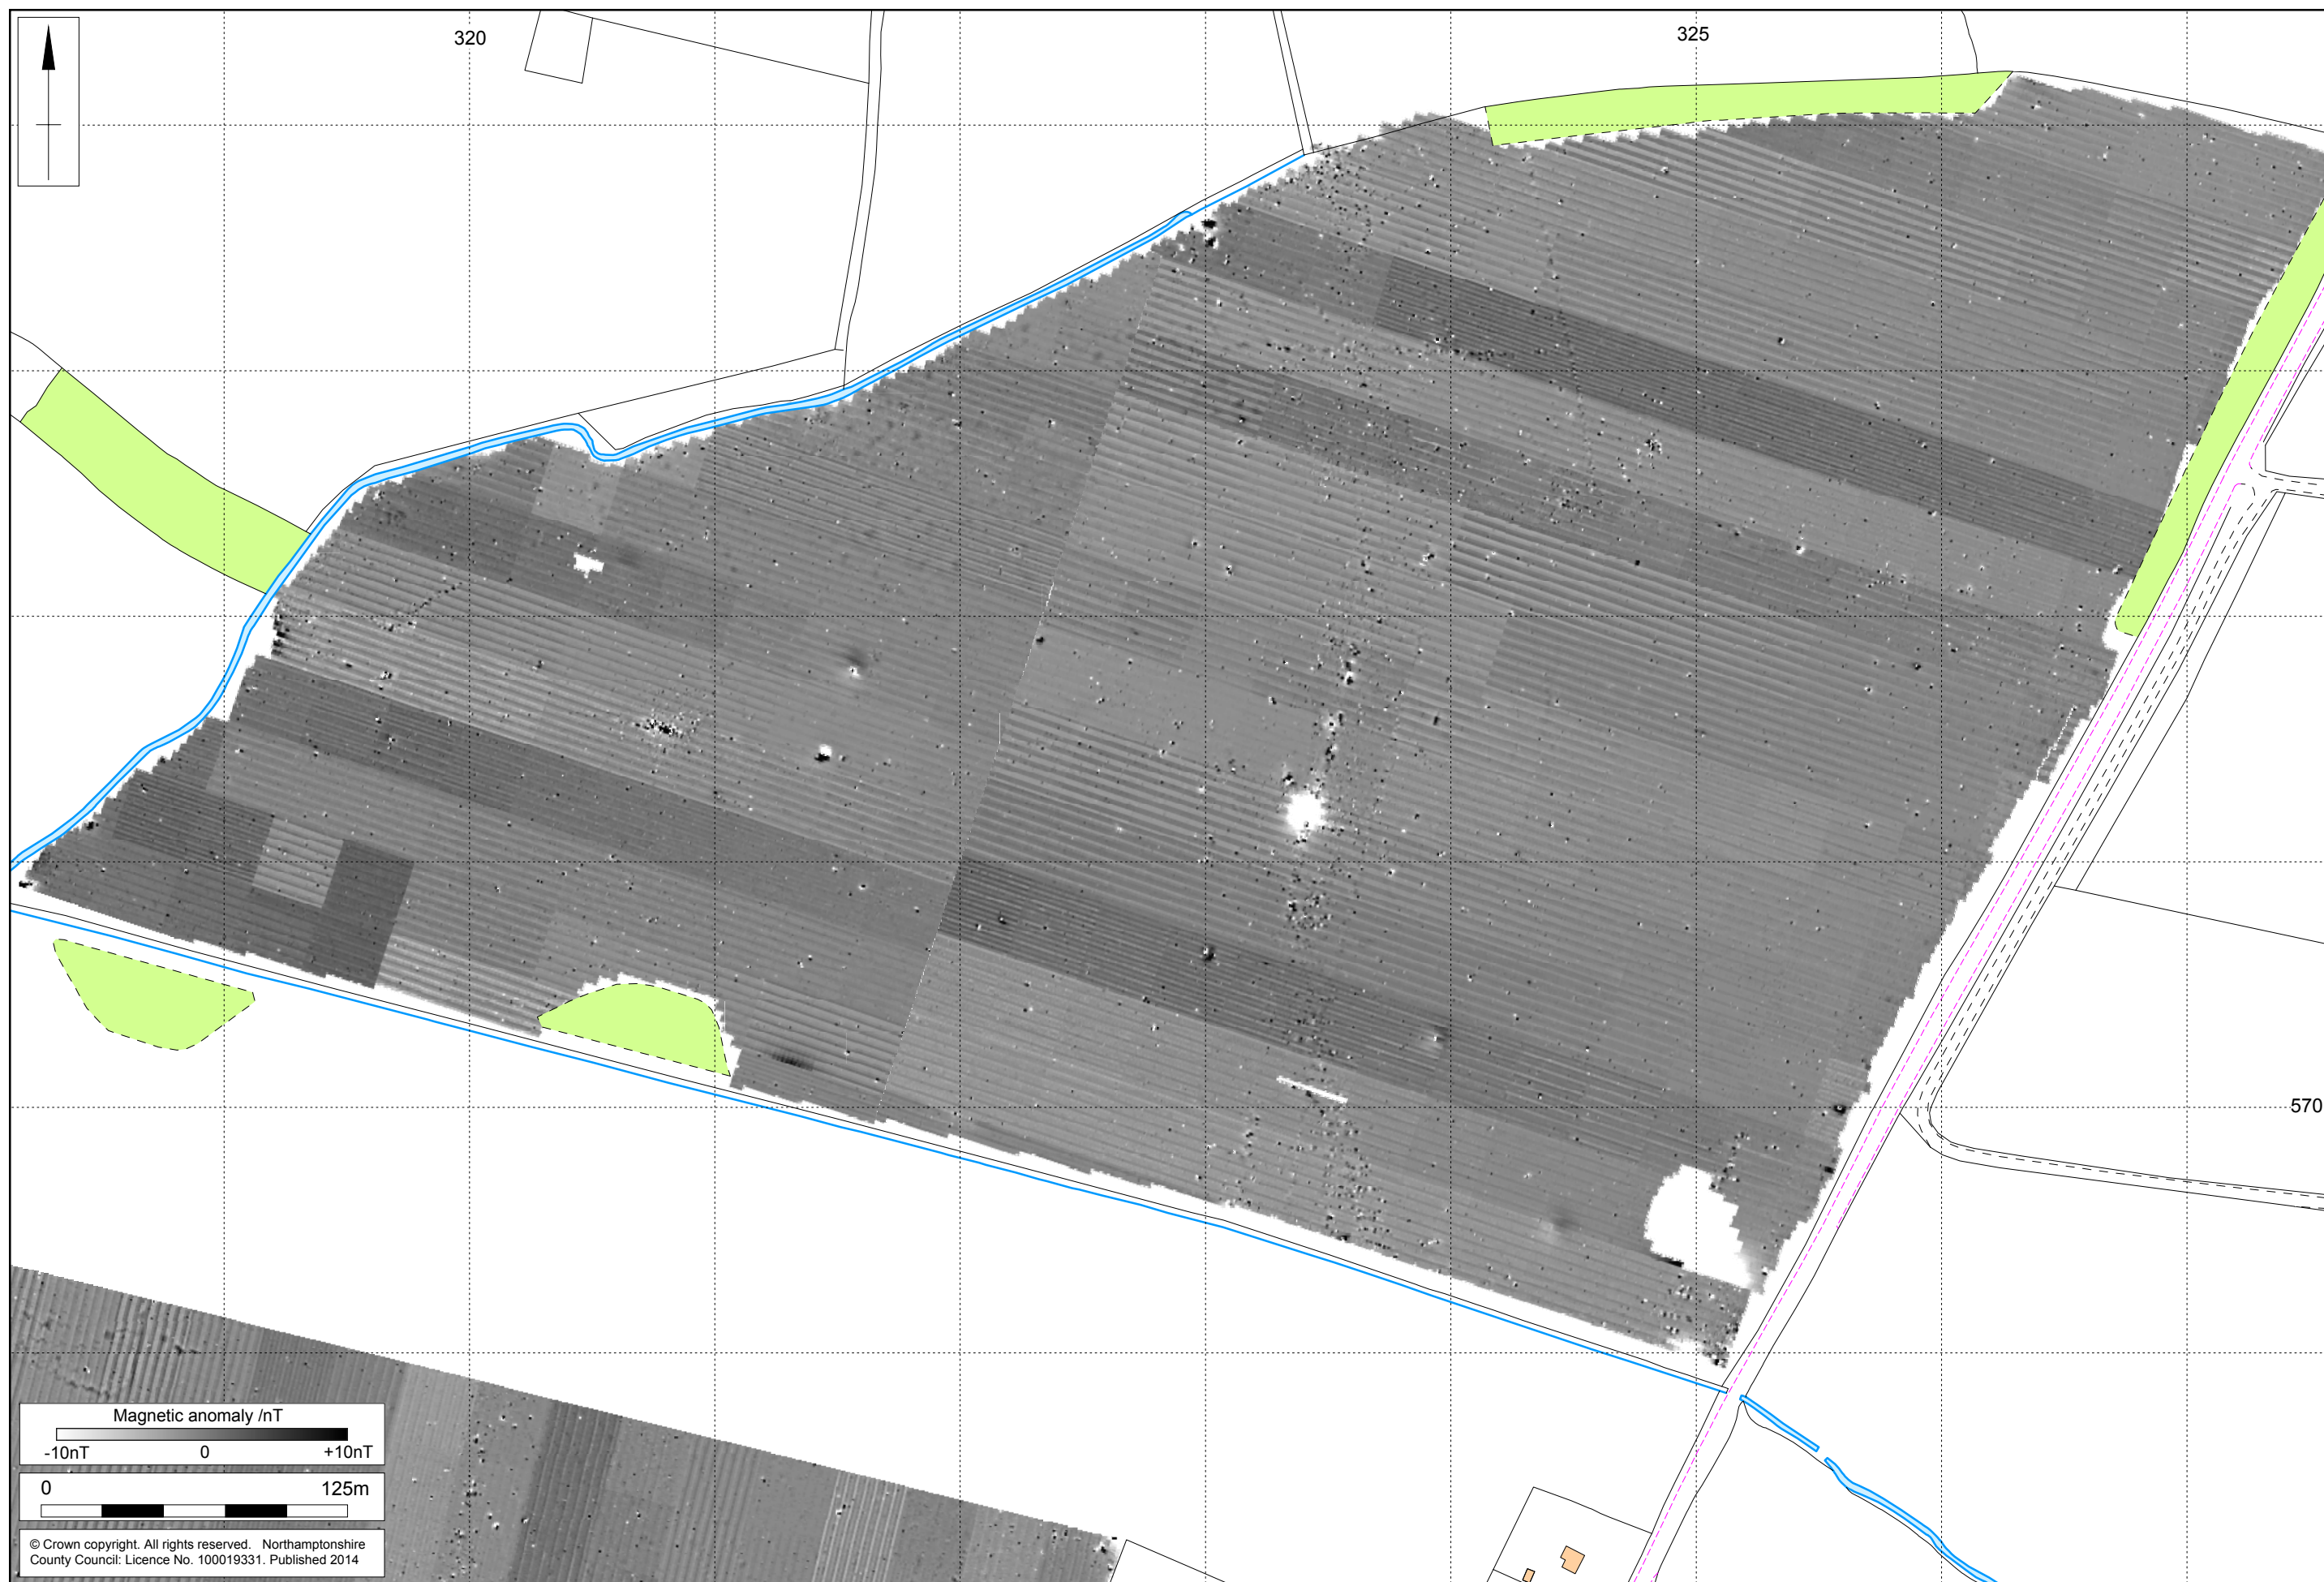 320
325
570
Magnetic anomaly /nT
-10nT 0 +10nT
0 125m
© Crown copyright. All rights reserved. Northamptonshire
County Council: Licence No. 100019331. Published 2014